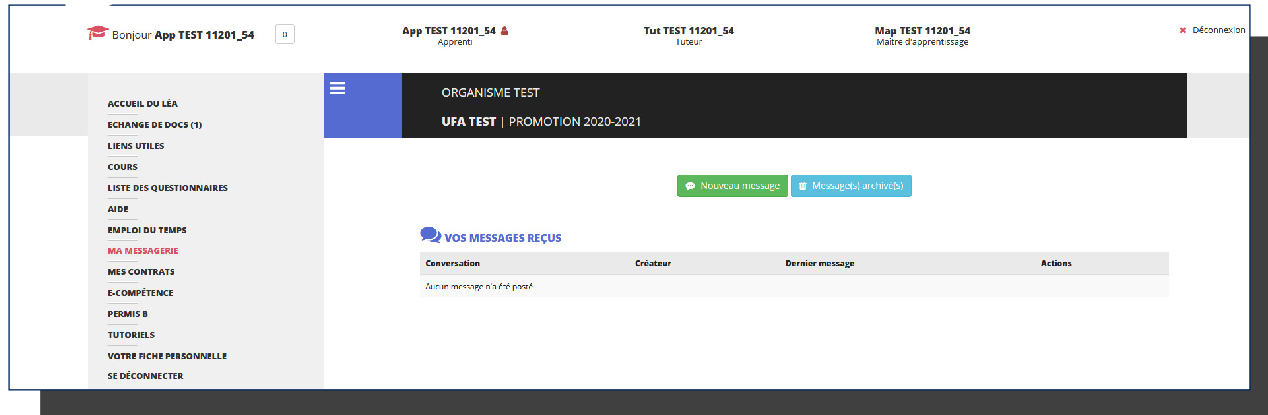 Bonjour App TEST 11201_54
0
App TEST 11201_54
Apprenti
Tut TEST 11201_54
Tuteur
Map TEST 11201_54
Maître d'apprentissage
Déconnexion
ORGANISME TEST
UFA TEST | PROMOTION 2020-2021
ACCUEIL DU LÉA
ECHANGE DE DOCS (1)
LIENS UTILES
COURS
LISTE DES QUESTIONNAIRES
AIDE
EMPLOI DU TEMPS
MA MESSAGERIE
MES CONTRATS
E-COMPÉTENCE
PERMIS B
TUTORIELS
VOTRE FICHE PERSONNELLE
SE DÉCONNECTER
Nouveau message
Message(s) archivé(s)
VOS MESSAGES REÇUS
Conversation Créateur Dernier message Actions
Aucun message n'a été posté